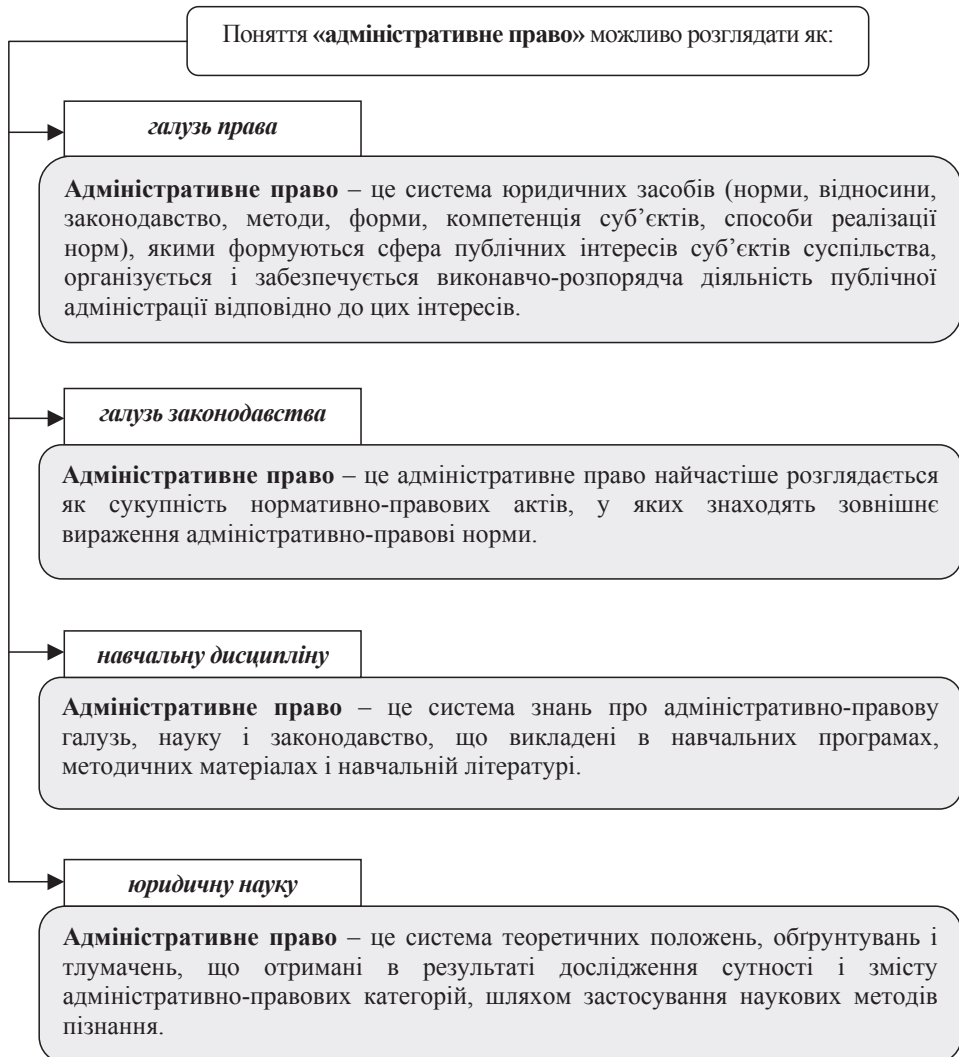 Поняття «адміністративне право» можливо розглядати як:
галузь права
Адміністративне право – це система юридичних засобів (норми, відносини,
законодавство, методи, форми, компетенція суб’єктів, способи реалізації
норм), якими формуються сфера публічних інтересів суб’єктів суспільства,
організується і забезпечується виконавчо-розпорядча діяльність публічної
адміністрації відповідно до цих інтересів.
галузь законодавства
Адміністративне право – це адміністративне право найчастіше розглядається
як сукупність нормативно-правових актів, у яких знаходять зовнішнє
вираження адміністративно-правові норми.
навчальну дисципліну
Адміністративне право – це система знань про адміністративно-правову
галузь, науку і законодавство, що викладені в навчальних програмах,
методичних матеріалах і навчальній літературі.
юридичну науку
Адміністративне право – це система теоретичних положень, обґрунтувань і
тлумачень, що отримані в результаті дослідження сутності і змісту
адміністративно-правових категорій, шляхом застосування наукових методів
пізнання.